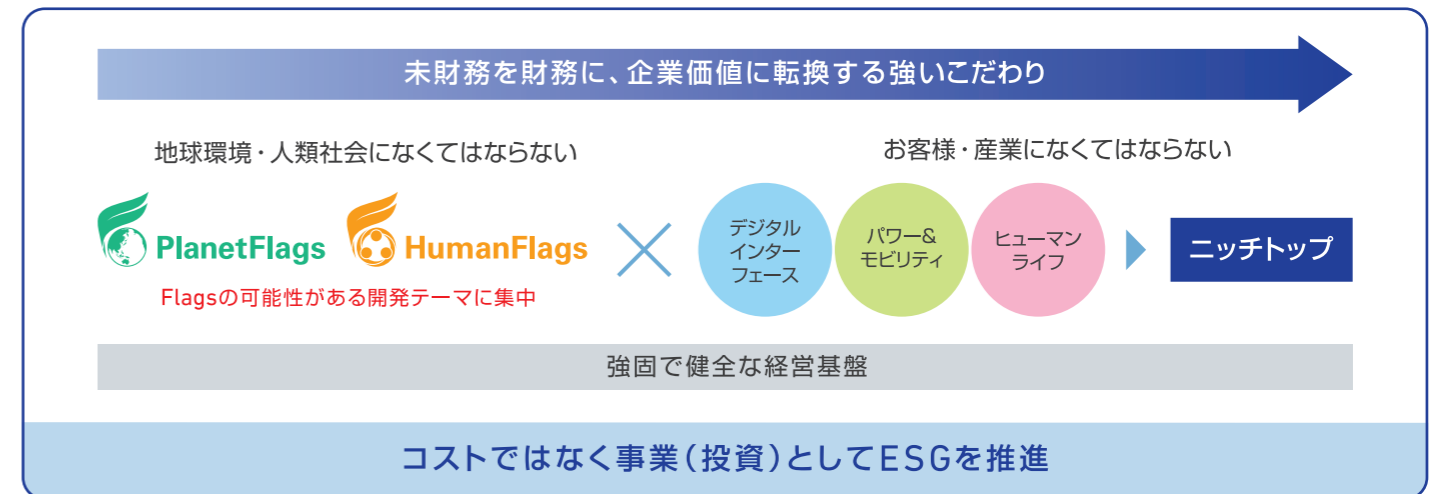 未財務を財務に、企業価値に転換する強いこだわり
地球環境・人類社会になくてはならない
お客様・産業になくてはならない
PlanetFlags
HumanFlags
デジタル
インター
フェース
パワー&
モビリティ
ヒューマン
ライフ
ニッチトップ
Flagsの可能性がある開発テーマに集中
強固で健全な経営基盤
コストではなく事業(投資)としてESGを推進